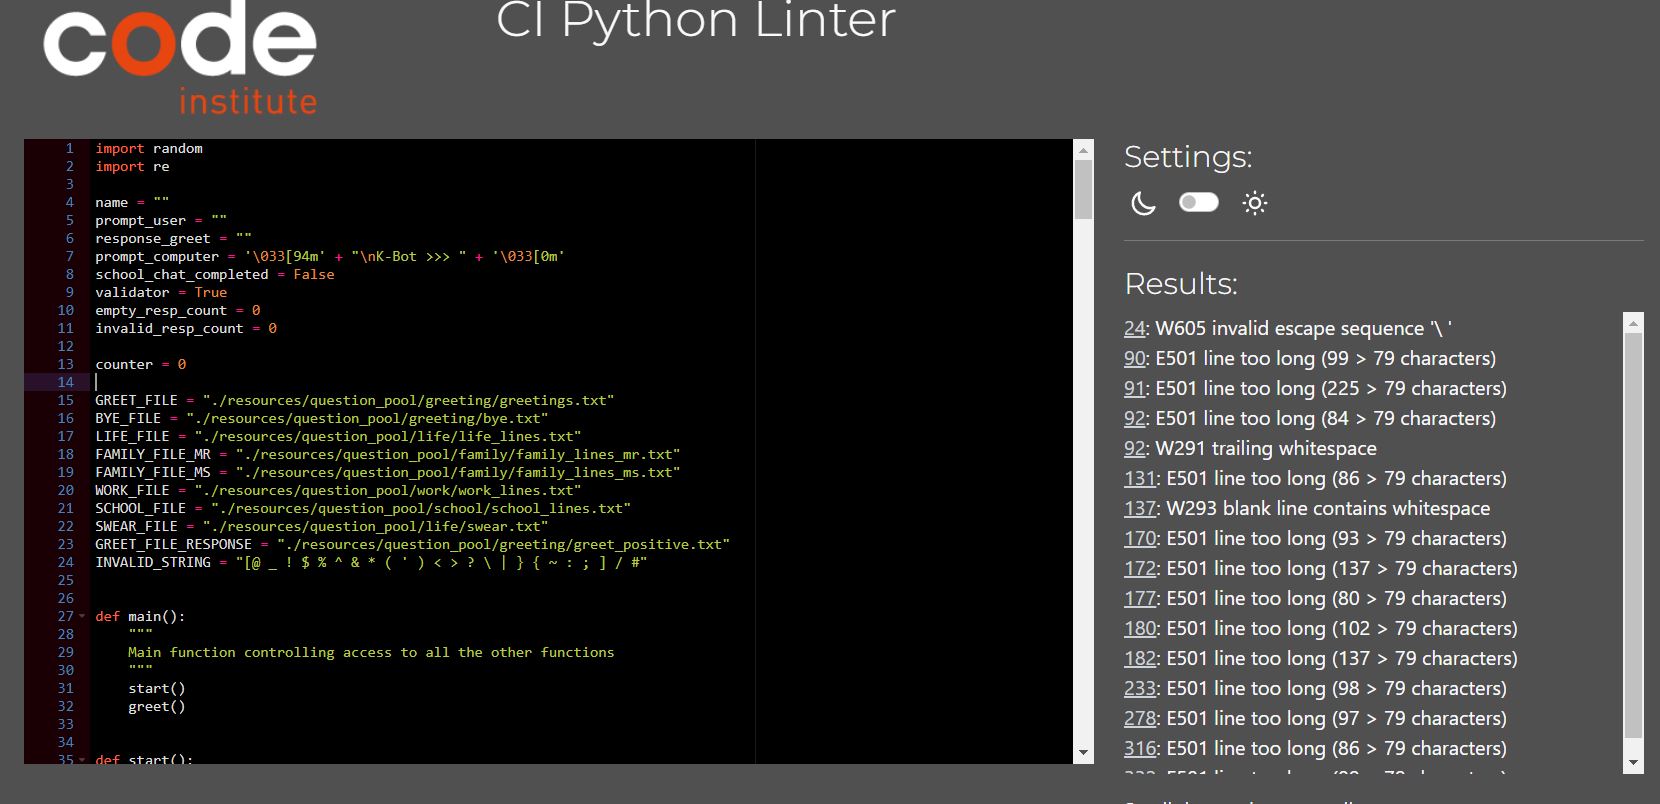 code
institute
CI Python Linter
1 import random
2 import re
3
4 name = ""
5 prompt_user = ""
6 response_greet = ""
7 prompt_computer = '\033[94m' + "\nK-Bot >>> " + '\033[0m'
8 school_chat_completed = False
9 validator = True
10 empty_resp_count = 0
11 invalid_resp_count = 0
12
13 counter = 0
14
15 GREET_FILE = "./resources/question_pool/greeting/greetings.txt"
16 BYE_FILE = "./resources/question_pool/greeting/bye.txt"
17 LIFE_FILE = "./resources/question_pool/life/life_lines.txt"
18 FAMILY_FILE_MR = "./resources/question_pool/family/family_lines_mr.txt"
19 FAMILY_FILE_MS = "./resources/question_pool/family/family_lines_ms.txt"
20 WORK_FILE = "./resources/question_pool/work/work_lines.txt"
21 SCHOOL_FILE = "./resources/question_pool/school/school_lines.txt"
22 SWEAR_FILE = "./resources/question_pool/life/swear.txt"
23 GREET_FILE_RESPONSE = "./resources/question_pool/greeting/greet_positive.txt"
24 INVALID_STRING = "[@ _ ! $ % ^ & * ( ' ) < > ? \ | } { ~ : ; ] / #"
25
26
27 def main():
28 """
29 Main function controlling access to all the other functions
30 """
31 start()
32 greet()
33
34
35 def start():
Settings:
Results:
24: W605 invalid escape sequence '\ '
90: E501 line too long (99 > 79 characters)
91: E501 line too long (225 > 79 characters)
92: E501 line too long (84 > 79 characters)
92: W291 trailing whitespace
131: E501 line too long (86 > 79 characters)
137: W293 blank line contains whitespace
170: E501 line too long (93 > 79 characters)
172: E501 line too long (137 > 79 characters)
177: E501 line too long (80 > 79 characters)
180: E501 line too long (102 > 79 characters)
182: E501 line too long (137 > 79 characters)
233: E501 line too long (98 > 79 characters)
278: E501 line too long (97 > 79 characters)
316: E501 line too long (86 > 79 characters)